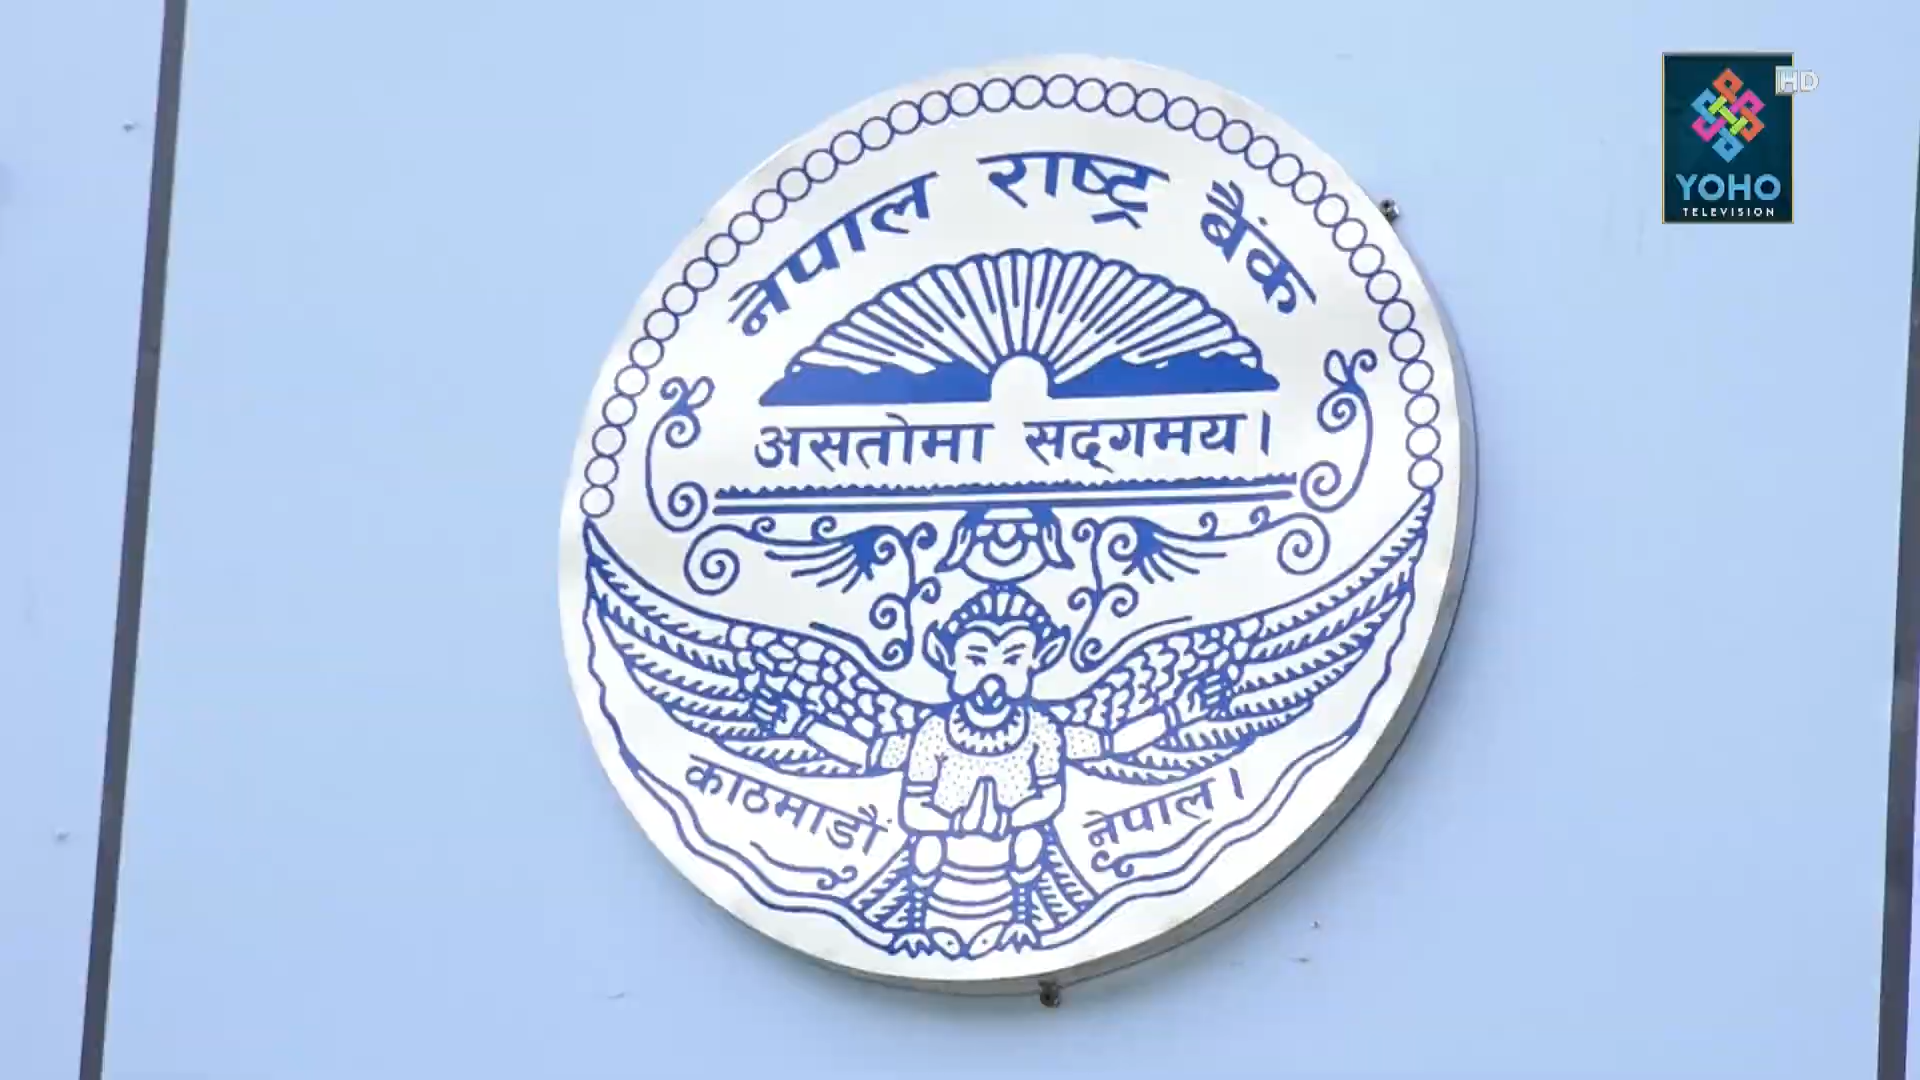 नेपाल राष्ट्र बैंक
असतोमा सद्गमय।
काठमाडौं नेपाल।
YOHO
TELEVISION
HD